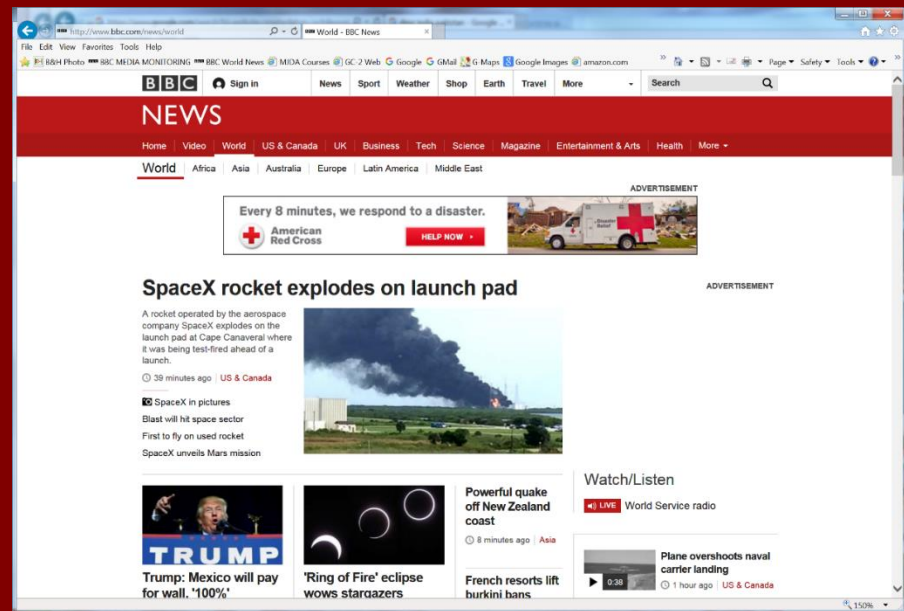 http://www.bbc.com/news/world
World - BBC News
File Edit View Favorites Tools Help
B&H Photo BBC MEDIA MONITORING BBC World News MIDA Courses GC-2 Web Google GMail G-Maps Google Images amazon.com Page Safety Tools
BBC Sign in News Sport Weather Shop Earth Travel More Search
NEWS
Home Video World US & Canada UK Business Tech Science Magazine Entertainment & Arts Health More
World Africa Asia Australia Europe Latin America Middle East
ADVERTISEMENT
Every 8 minutes, we respond to a disaster.
American
Red Cross
HELP NOW
Disaster
Relief
SpaceX rocket explodes on launch pad
ADVERTISEMENT
A rocket operated by the aerospace
company SpaceX explodes on the
launch pad at Cape Canaveral where
it was being test-fired ahead of a
launch.
39 minutes ago US & Canada
SpaceX in pictures
Blast will hit space sector
First to fly on used rocket
SpaceX unveils Mars mission
TRUMP
Trump: Mexico will pay
for wall, '100%'
'Ring of Fire' eclipse
wows stargazers
Powerful quake
off New Zealand
coast
8 minutes ago Asia
French resorts lift
burkini bans
Watch/Listen
LIVE World Service radio
0:38
Plane overshoots naval
carrier landing
1 hour ago US & Canada
150%